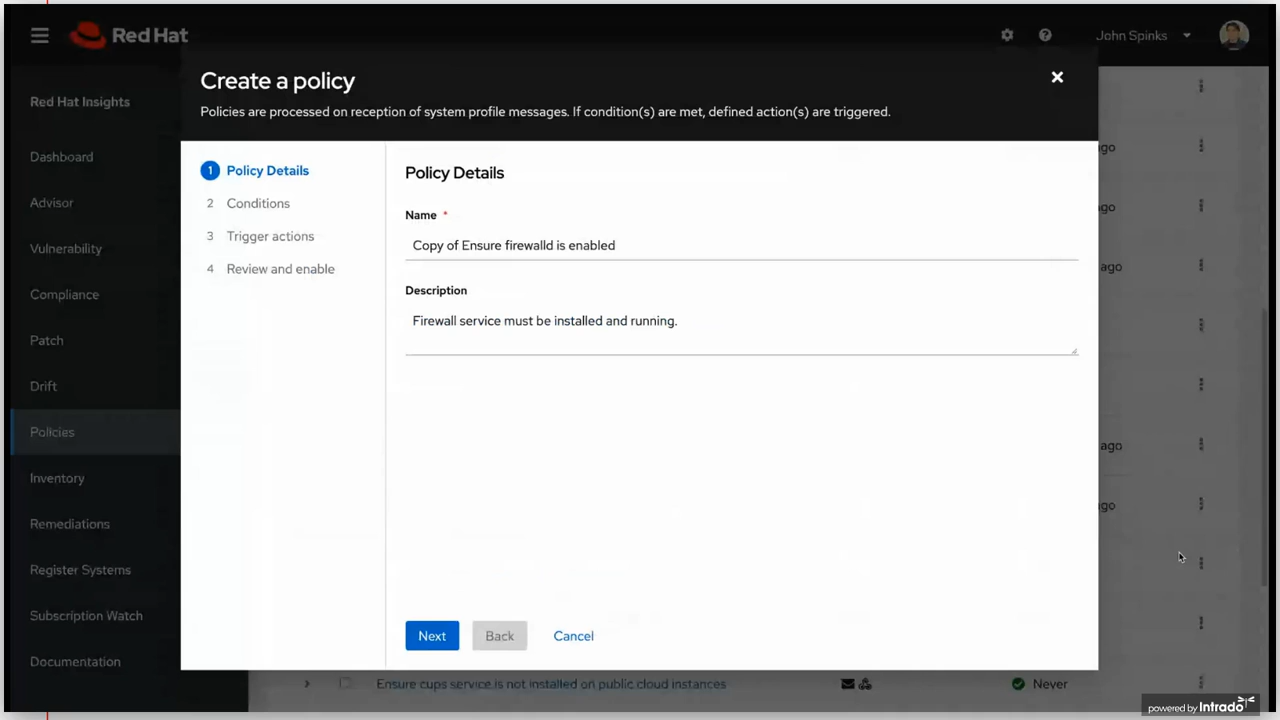 Red Hat
John Spinks
Create a policy
Policies are processed on reception of system profile messages. If condition(s) are met, defined action(s) are triggered.
Red Hat Insights
Dashboard
Advisor
Vulnerability
Compliance
Patch
Drift
Policies
Inventory
Remediations
Register Systems
Subscription Watch
Documentation
1 Policy Details
2 Conditions
3 Trigger actions
4 Review and enable
Policy Details
Name *
Copy of Ensure firewalld is enabled
Description
Firewall service must be installed and running.
Next Back Cancel
ago
ago
ago
ago
ago
Ensure cups service is not installed on public cloud instances
Never
powered by Intrado